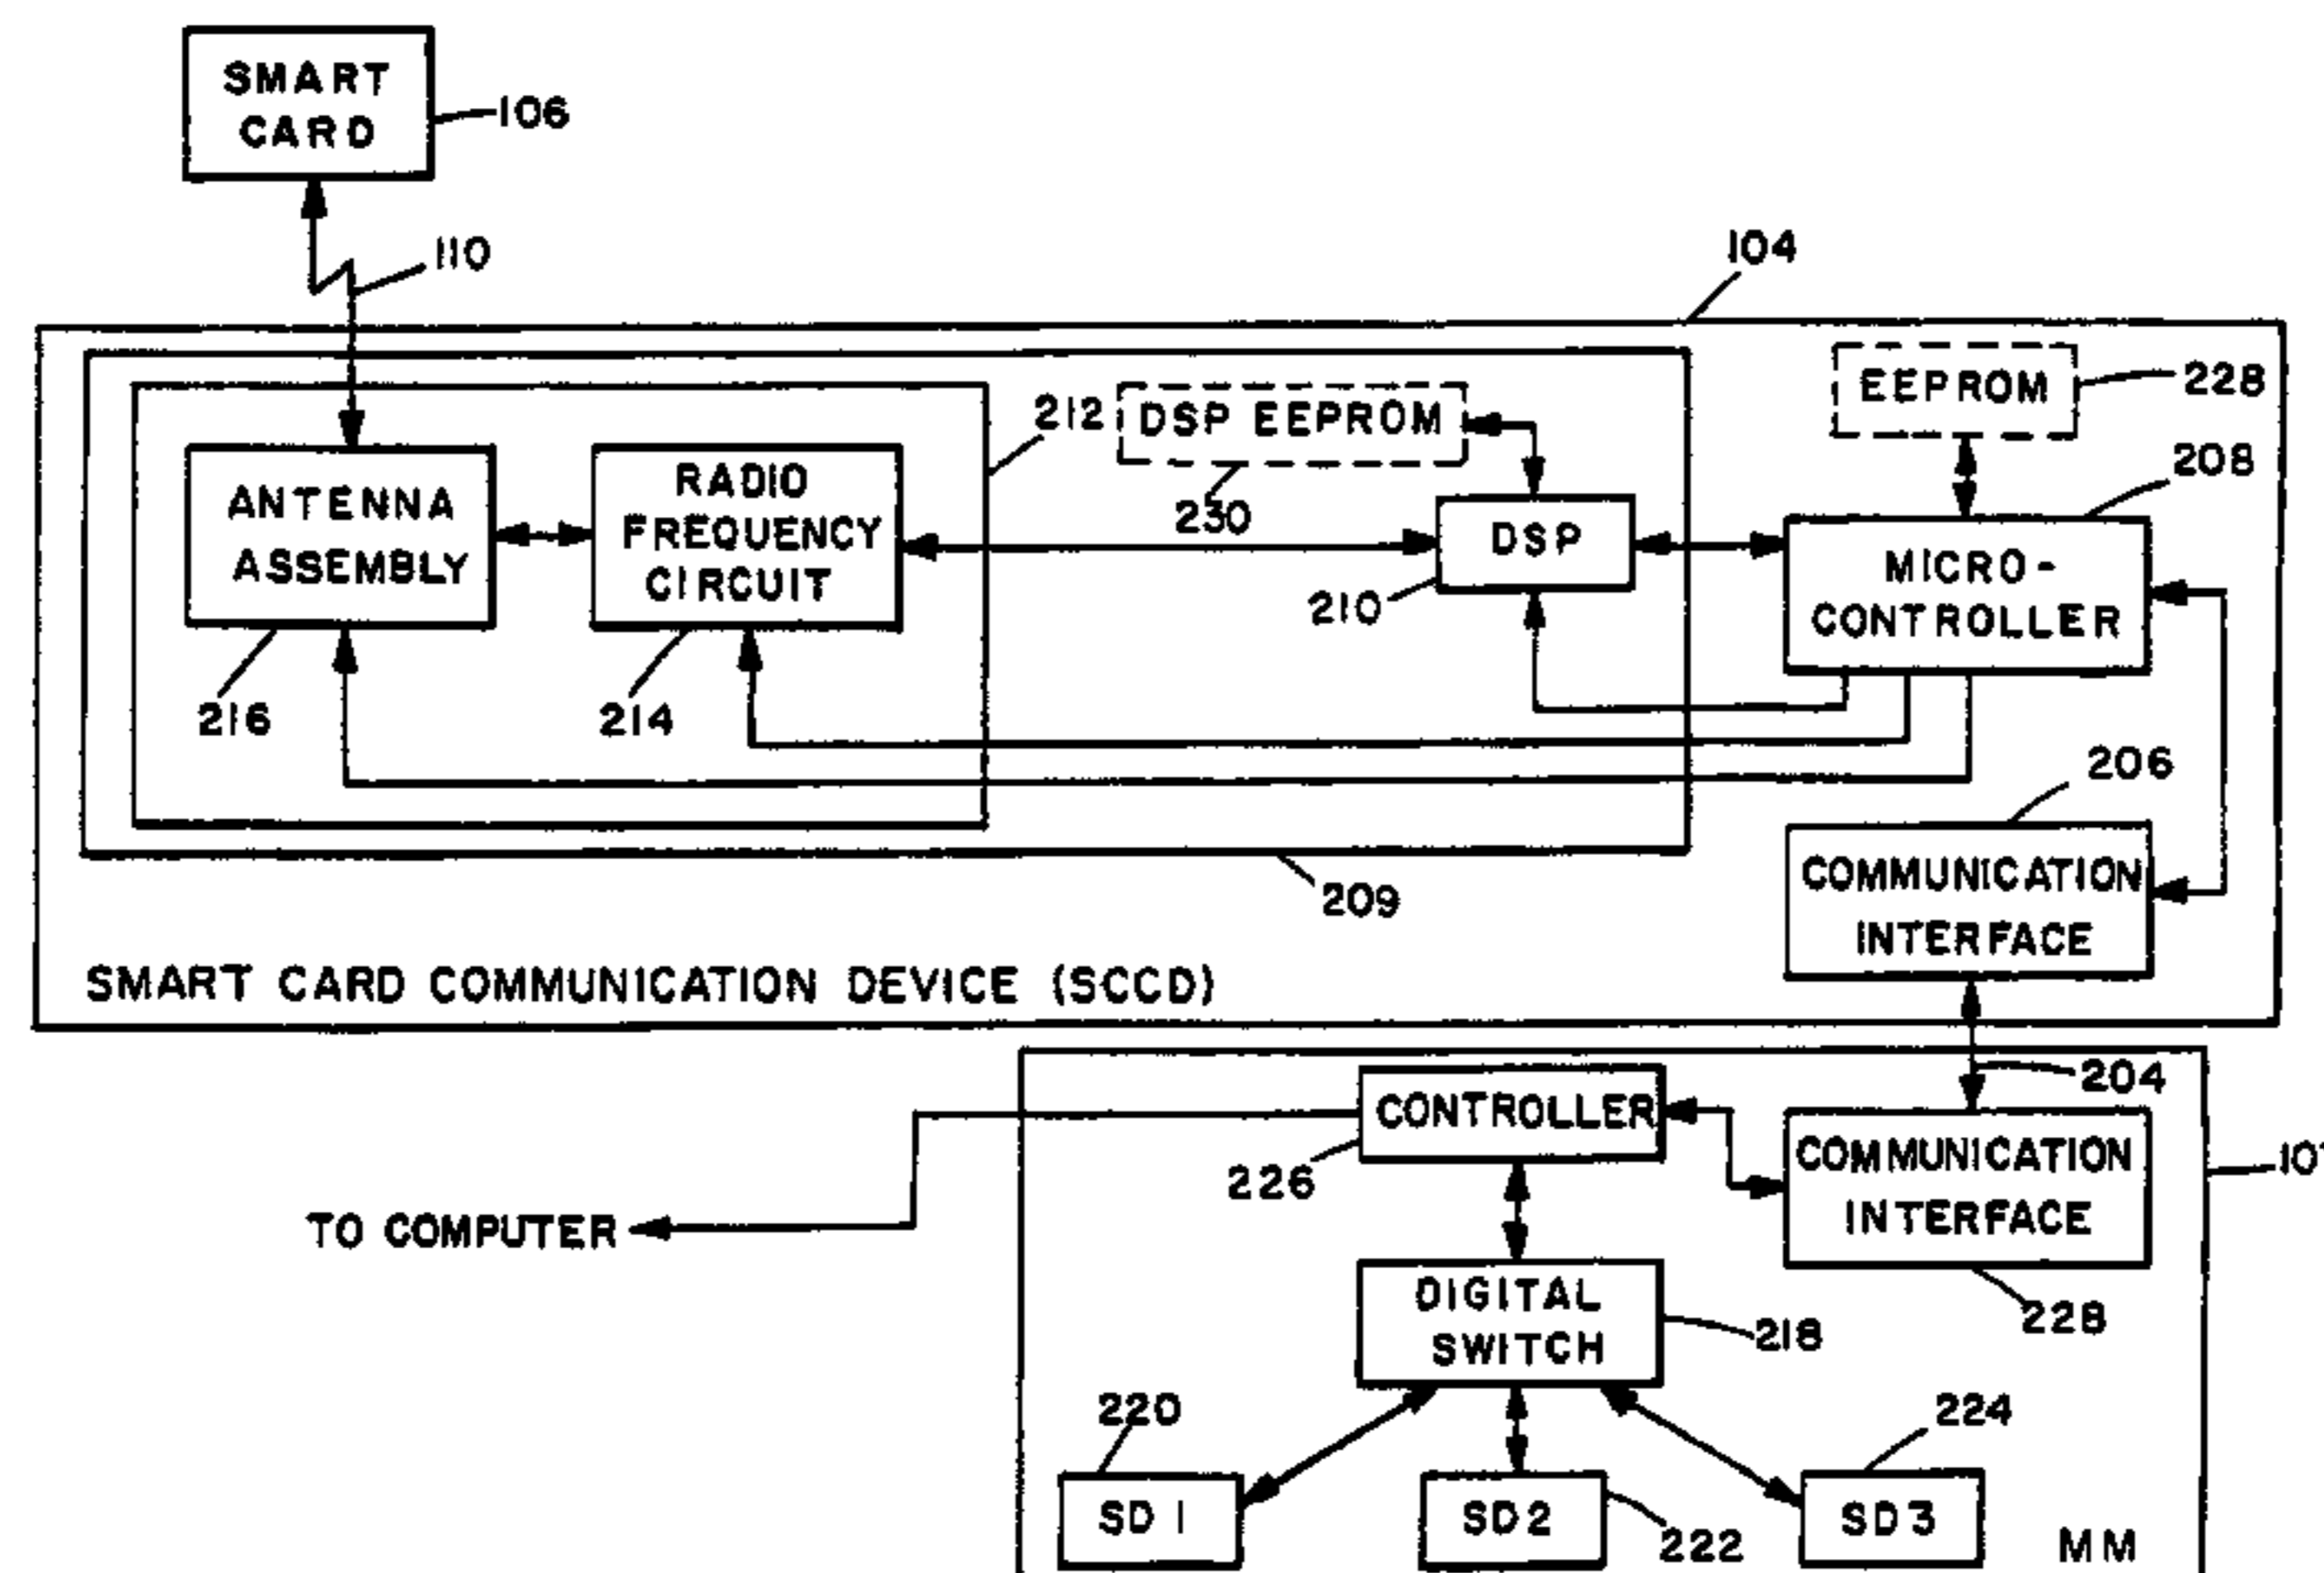 SMART
CARD
106
110
104
EEPROM
228
212
DSP EEPROM
230
208
ANTENNA
ASSEMBLY
RADIO
FREQUENCY
CIRCUIT
DSP
210
MICRO-
CONTROLLER
216
214
206
COMMUNICATION
INTERFACE
209
SMART CARD COMMUNICATION DEVICE (SCCD)
204
CONTROLLER
226
COMMUNICATION
INTERFACE
228
TO COMPUTER
DIGITAL
SWITCH
218
220
224
SD1
SD2
222
SD3
MM